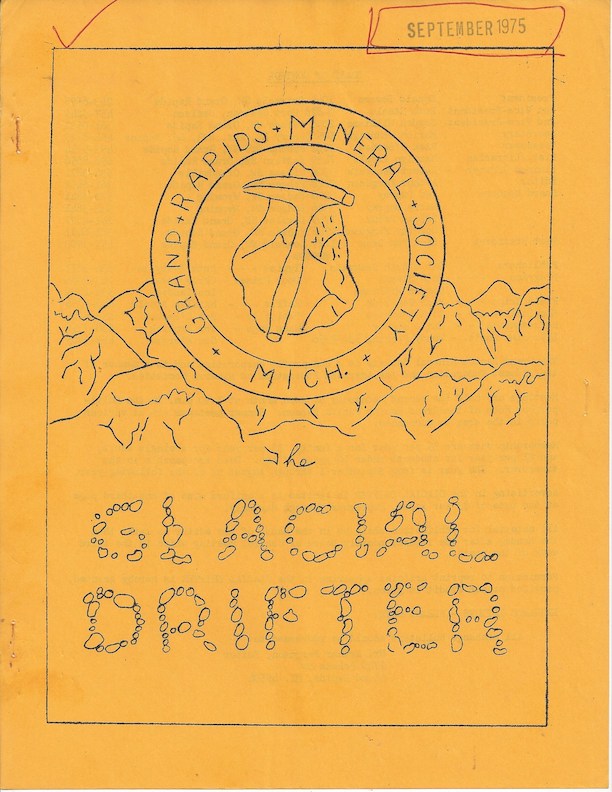 SEPTEMBER 1975
GRAND + RAPIDS + MINERAL + SOCIETY
+ MICH. +
The
GLACIAL
DRIFTER